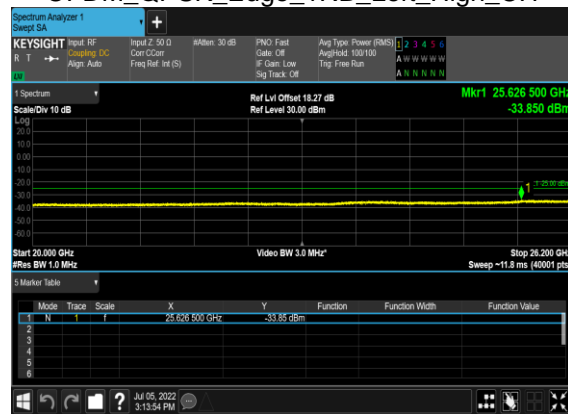 Spectrum Analyzer 1
Swept SA
+
KEYSIGHT Input: RF Input Z: 50 Ω #Atten: 30 dB PNO: Fast Avg Type: Power (RMS) 1 2 3 4 5 6
R T Coupling: DC Corr CCorr Gate: Off Avg|Hold: 100/100 A W W W W W
Align: Auto Freq Ref: Int (S) IF Gain: Low Trig: Free Run
LU Sig Track: Off A N N N N N
1 Spectrum Ref Lvl Offset 18.27 dB Mkr1 25.626 500 GHz
Scale/Div 10 dB Ref Level 30.00 dBm -33.850 dBm
Log
20.0
10.0
0.00
-10.0
-20.0
-30.0
-40.0
-50.0
-60.0
1
-25.00 dBm
Start 20.000 GHz Video BW 3.0 MHz* Stop 26.200 GHz
#Res BW 1.0 MHz Sweep ~11.8 ms (40001 pts)
5 Marker Table
Mode Trace Scale X Y Function Function Width Function Value
1 N 1 f 25.626 500 GHz -33.85 dBm
2
3
4
5
6
? Jul 05, 2022
3:13:54 PM